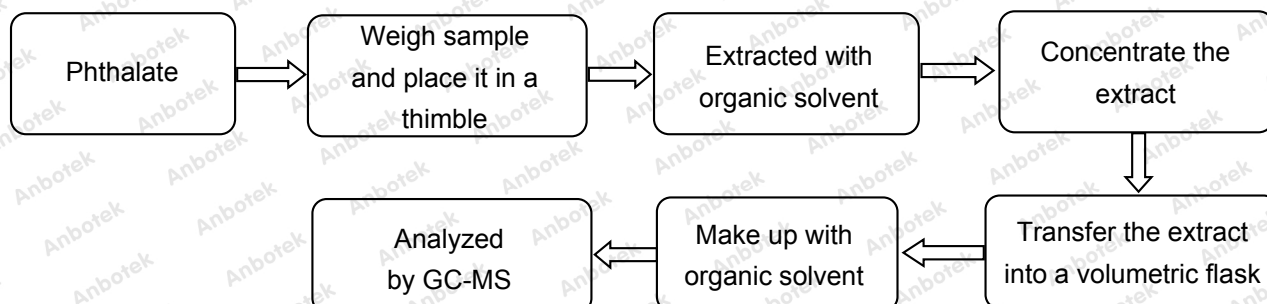 Phthalate
Weigh sample
and place it in a
thimble
Extracted with
organic solvent
Concentrate the
extract
Transfer the extract
into a volumetric flask
Make up with
organic solvent
Analyzed
by GC-MS
Anbotek